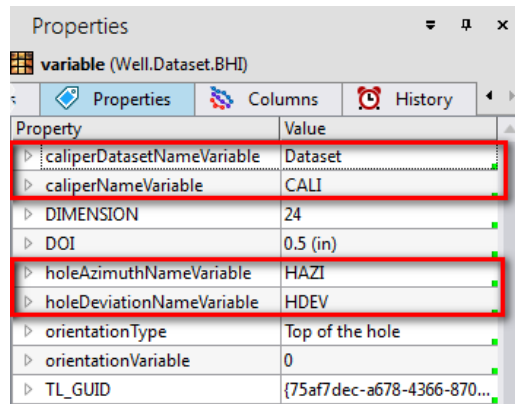 Properties
variable (Well.Dataset.BHI)
Properties Columns History
Property Value
caliperDatasetNameVariable Dataset
caliperNameVariable CALI
DIMENSION 24
DOI 0.5 (in)
holeAzimuthNameVariable HAZI
holeDeviationNameVariable HDEV
orientationType Top of the hole
orientationVariable 0
TL_GUID {75af7dec-a678-4366-870...